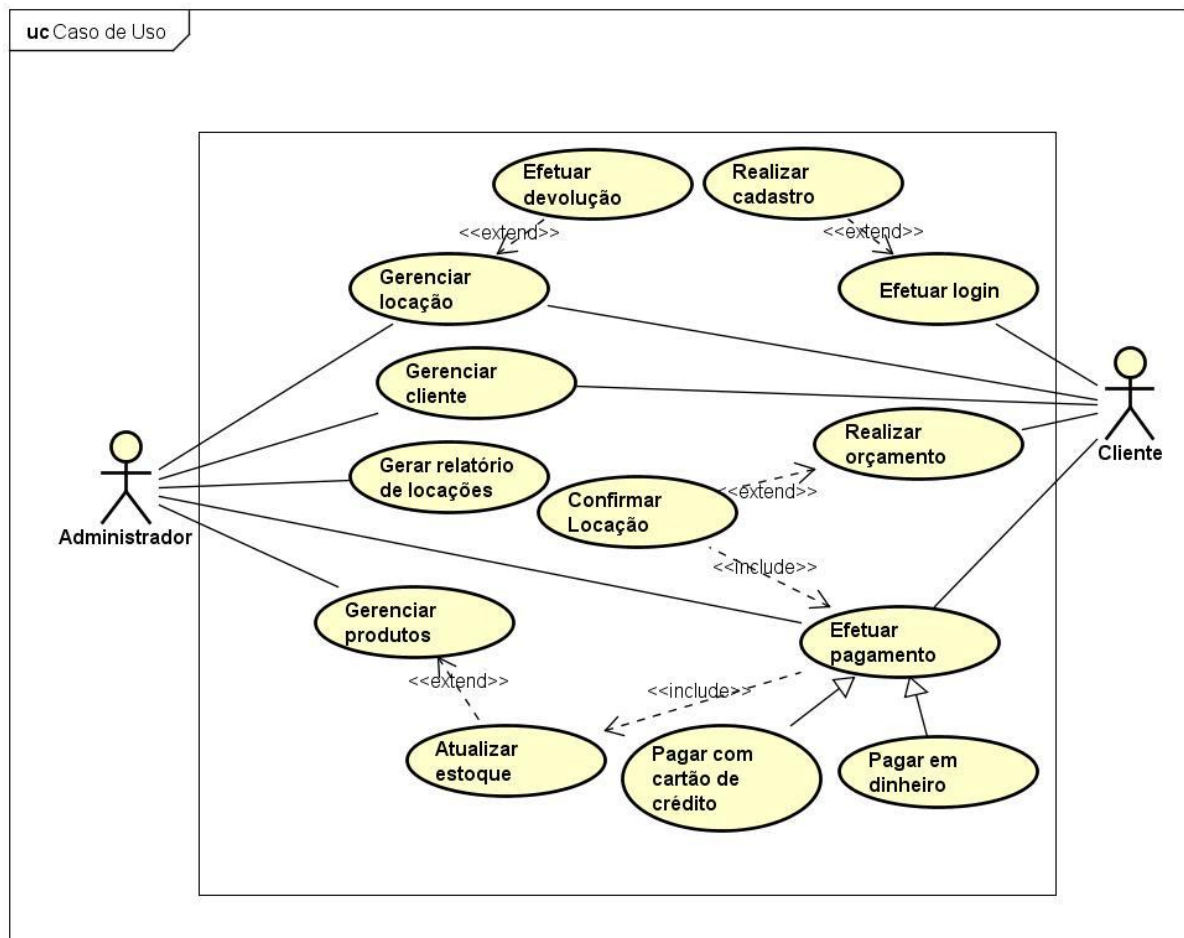 uc Caso de Uso
Efetuar
devolução
Realizar
cadastro
<<extend>>
<<extend>>
Gerenciar
locação
Efetuar login
Gerenciar
cliente
Realizar
orçamento
Cliente
Administrador
Gerar relatório
de locações
Confirmar
Locação
<<extend>>
<<include>>
Gerenciar
produtos
Efetuar
pagamento
<<extend>>
<<include>>
Atualizar
estoque
Pagar com
cartão de
crédito
Pagar em
dinheiro